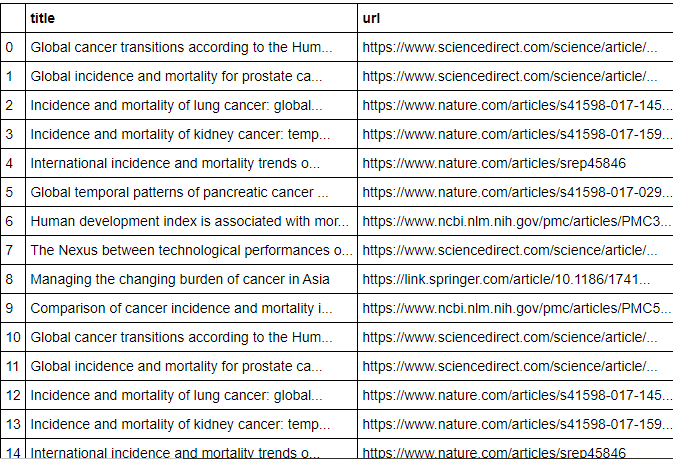 title url
0 Global cancer transitions according to the Hum... https://www.sciencedirect.com/science/article/...
1 Global incidence and mortality for prostate ca... https://www.sciencedirect.com/science/article/...
2 Incidence and mortality of lung cancer: global... https://www.nature.com/articles/s41598-017-145...
3 Incidence and mortality of kidney cancer: temp... https://www.nature.com/articles/s41598-017-159...
4 International incidence and mortality trends o... https://www.nature.com/articles/srep45846
5 Global temporal patterns of pancreatic cancer ... https://www.nature.com/articles/s41598-017-029...
6 Human development index is associated with mor... https://www.ncbi.nlm.nih.gov/pmc/articles/PMC3...
7 The Nexus between technological performances o... https://www.sciencedirect.com/science/article/...
8 Managing the changing burden of cancer in Asia https://link.springer.com/article/10.1186/1741...
9 Comparison of cancer incidence and mortality i... https://www.ncbi.nlm.nih.gov/pmc/articles/PMC5...
10 Global cancer transitions according to the Hum... https://www.sciencedirect.com/science/article/...
11 Global incidence and mortality for prostate ca... https://www.sciencedirect.com/science/article/...
12 Incidence and mortality of lung cancer: global... https://www.nature.com/articles/s41598-017-145...
13 Incidence and mortality of kidney cancer: temp... https://www.nature.com/articles/s41598-017-159...
14 International incidence and mortality trends o... https://www.nature.com/articles/srep45846